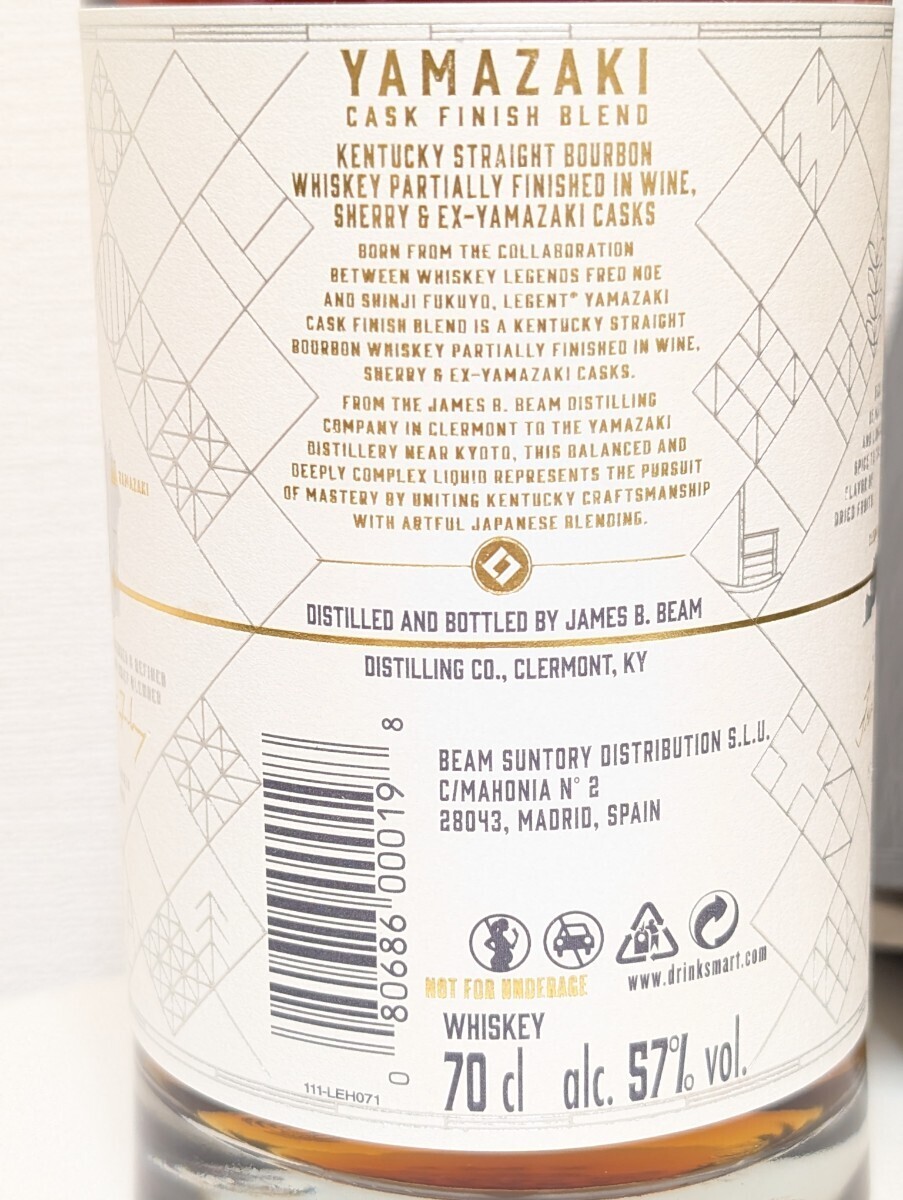 YAMAZAKI
CASK FINISH BLEND
KENTUCKY STRAIGHT BOURBON
WHISKEY PARTIALLY FINISHED IN WINE,
SHERRY & EX-YAMAZAKI CASKS
BORN FROM THE COLLABORATION
BETWEEN WHISKEY LEGENDS FRED NOE
AND SHINJI FUKUYO, LEGENT® YAMAZAKI
CASK FINISH BLEND IS A KENTUCKY STRAIGHT
BOURBON WHISKEY PARTIALLY FINISHED IN WINE,
SHERRY & EX-YAMAZAKI CASKS.
FROM THE JAMES B. BEAM DISTILLING
COMPANY IN CLERMONT TO THE YAMAZAKI
DISTILLERY NEAR KYOTO, THIS BALANCED AND
DEEPLY COMPLEX LIQUID REPRESENTS THE PURSUIT
OF MASTERY BY UNITING KENTUCKY CRAFTSMANSHIP
WITH ARTFUL JAPANESE BLENDING.
DISTILLED AND BOTTLED BY JAMES B. BEAM
DISTILLING CO., CLERMONT, KY
BEAM SUNTORY DISTRIBUTION S.L.U.
C/MAHONIA N° 2
28043, MADRID, SPAIN
0 80686 00019 8
NOT FOR UNDERAGE
www.drinksmart.com
WHISKEY
70 cl alc. 57% vol.
111-LEH071
YAMAZAKI
& REFINED
BLENDED
DRIED FRUIT